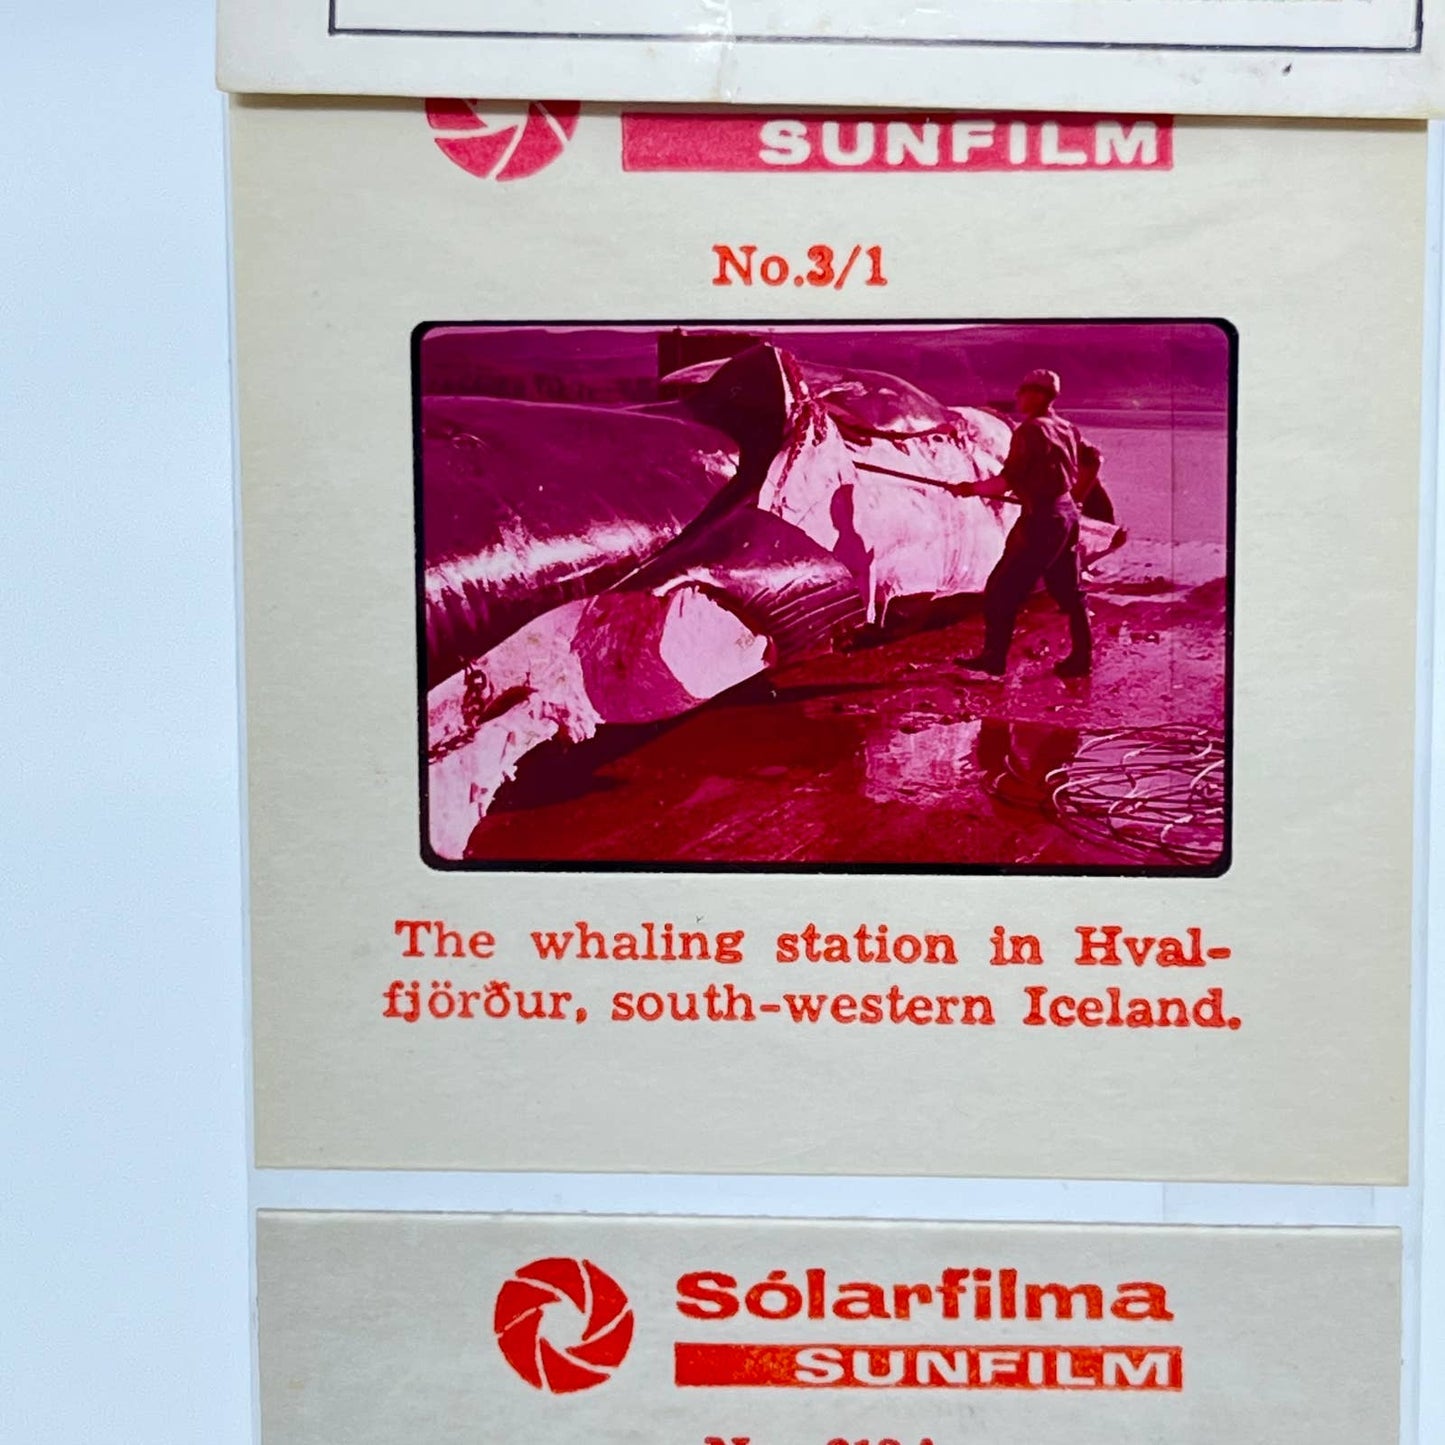 SUNFILM
No.3/1
The whaling station in Hval-
fjörður, south-western Iceland.
Sólarfilma
SUNFILM